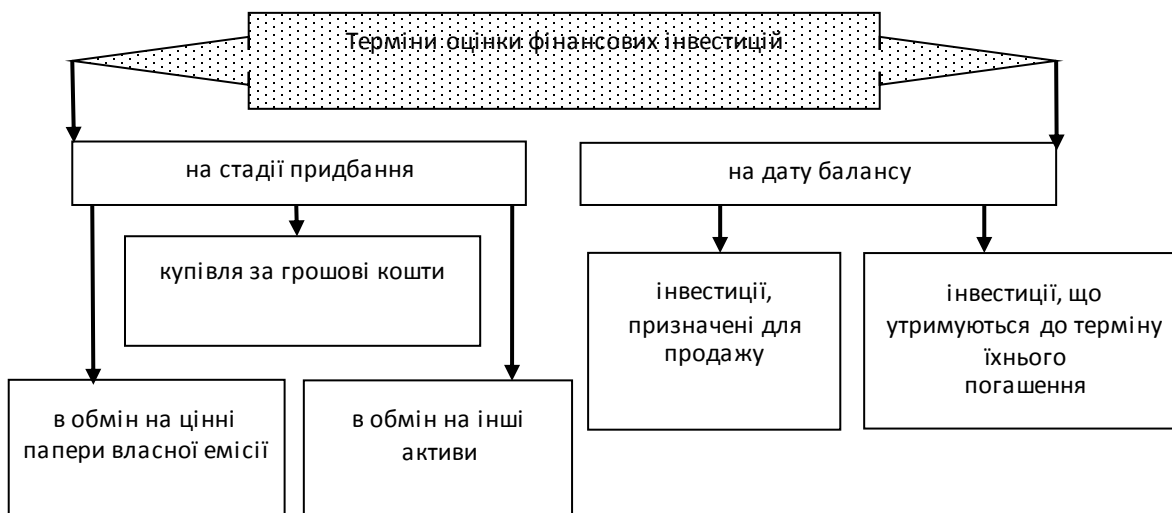 Терміни оцінки фінансових інвестицій
на стадії придбання
на дату балансу
купівля за грошові кошти
інвестиції,
призначені для
продажу
інвестиції, що
утримуються до терміну
їхнього
погашення
в обмін на цінні
папери власної емісії
в обмін на інші
активи